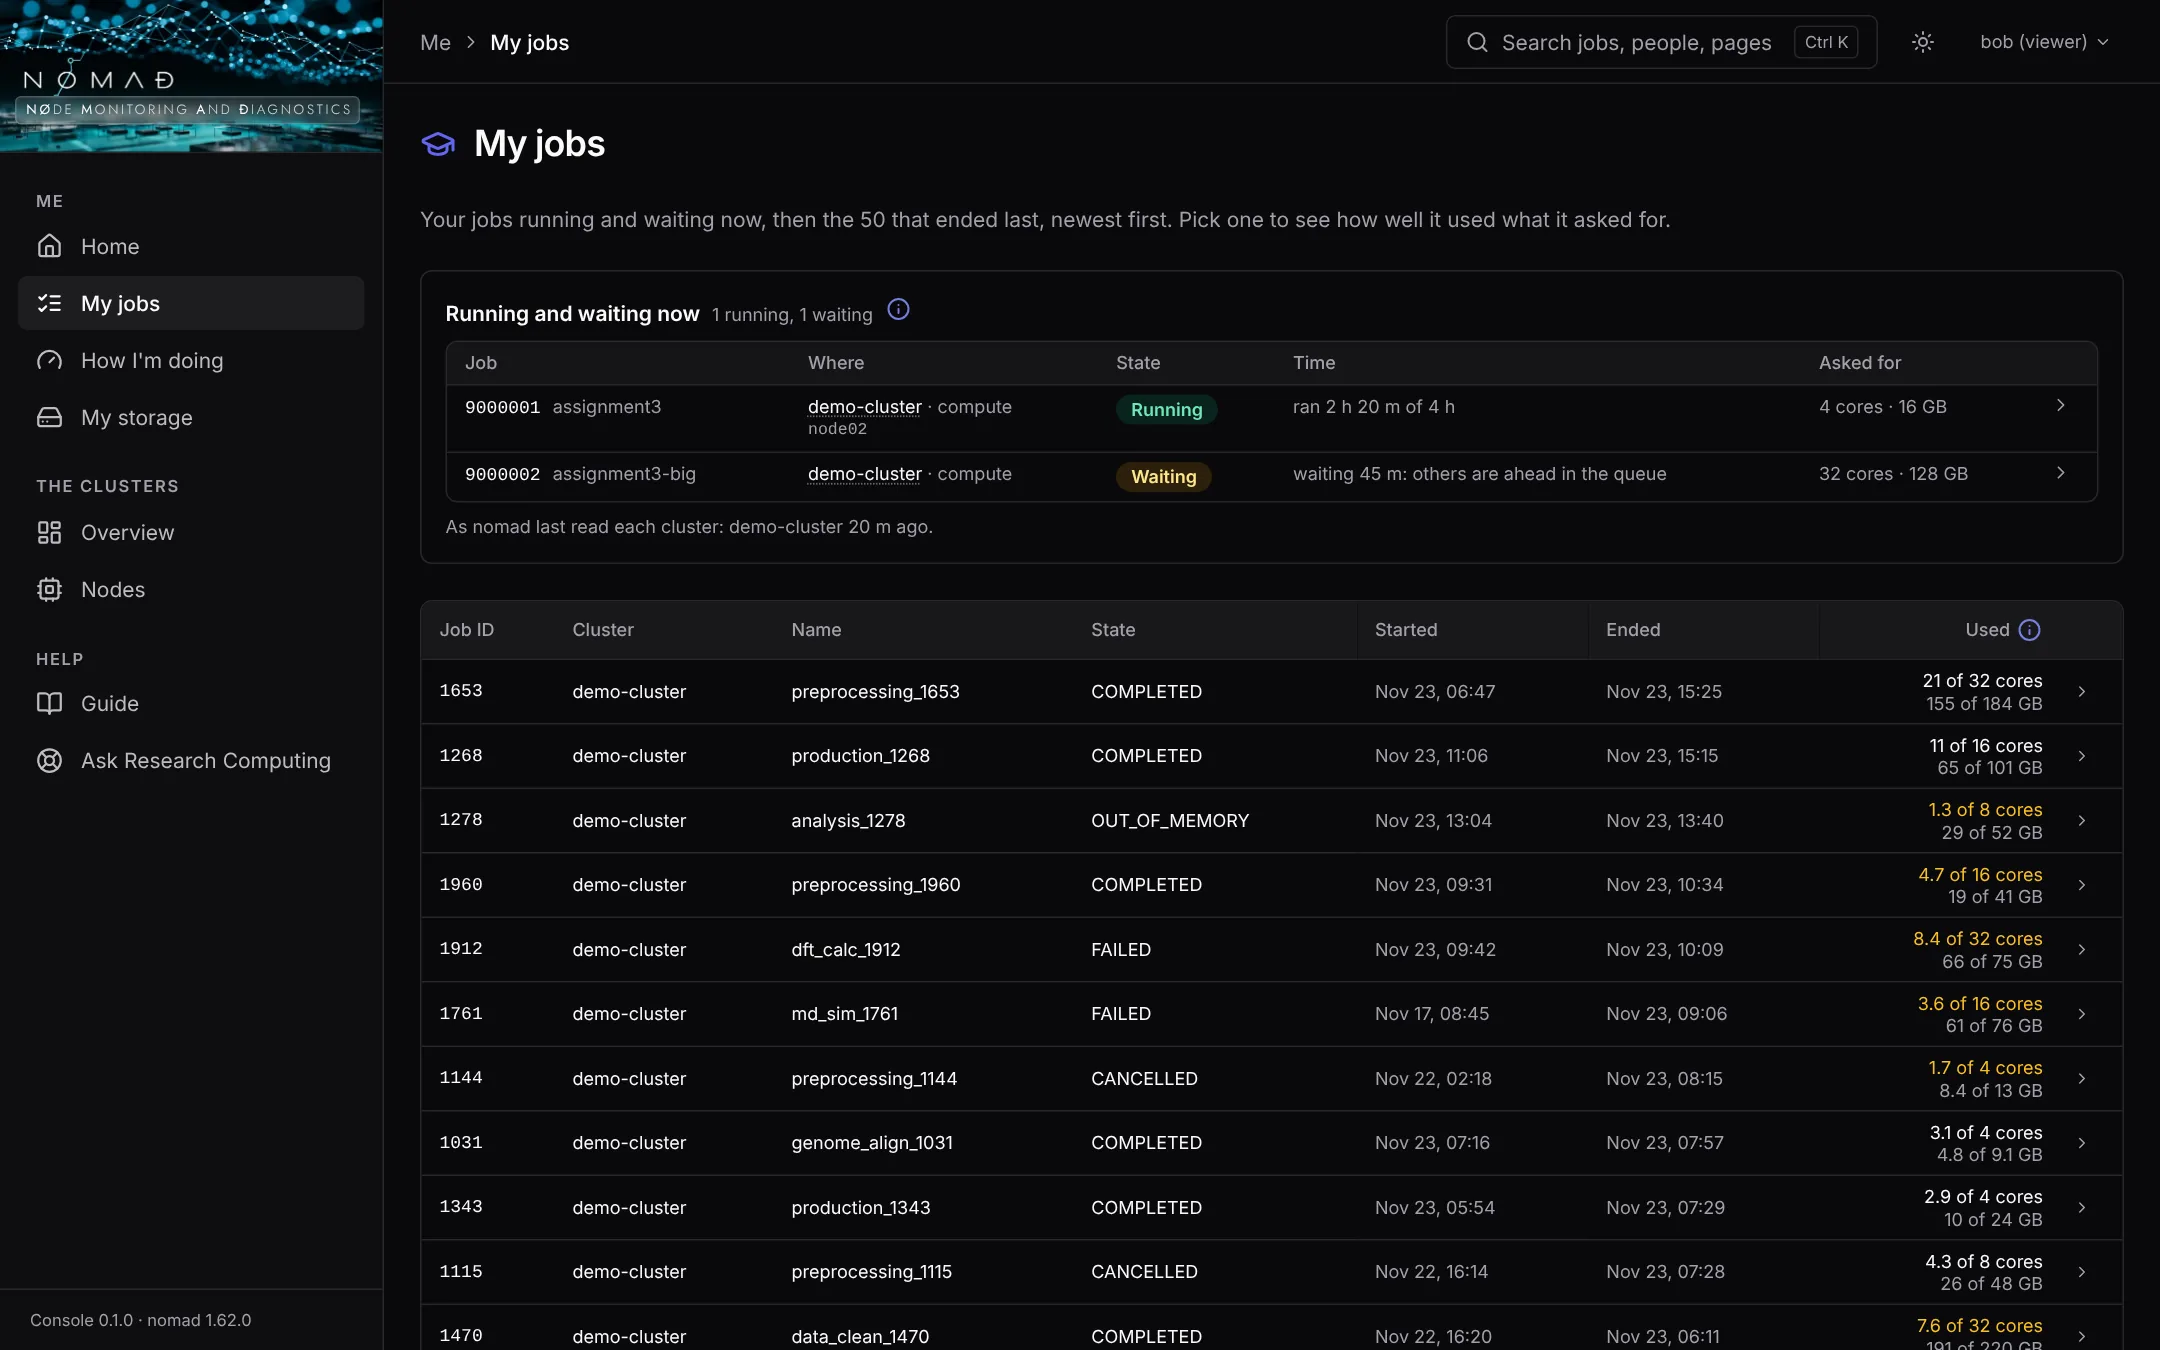 NØMAÐ
NØDE MONITORING AND ÐIAGNOSTICS
Me > My jobs
Search jobs, people, pages Ctrl K
bob (viewer)
ME
Home
My jobs
How I'm doing
My storage
THE CLUSTERS
Overview
Nodes
HELP
Guide
Ask Research Computing
Console 0.1.0 · nomad 1.62.0
My jobs
Your jobs running and waiting now, then the 50 that ended last, newest first. Pick one to see how well it used what it asked for.
Running and waiting now 1 running, 1 waiting
Job Where State Time Asked for
9000001 assignment3 demo-cluster · compute Running ran 2 h 20 m of 4 h 4 cores · 16 GB
node02
9000002 assignment3-big demo-cluster · compute Waiting waiting 45 m: others are ahead in the queue 32 cores · 128 GB
As nomad last read each cluster: demo-cluster 20 m ago.
Job ID Cluster Name State Started Ended Used
1653 demo-cluster preprocessing_1653 COMPLETED Nov 23, 06:47 Nov 23, 15:25 21 of 32 cores
155 of 184 GB
1268 demo-cluster production_1268 COMPLETED Nov 23, 11:06 Nov 23, 15:15 11 of 16 cores
65 of 101 GB
1278 demo-cluster analysis_1278 OUT_OF_MEMORY Nov 23, 13:04 Nov 23, 13:40 1.3 of 8 cores
29 of 52 GB
1960 demo-cluster preprocessing_1960 COMPLETED Nov 23, 09:31 Nov 23, 10:34 4.7 of 16 cores
19 of 41 GB
1912 demo-cluster dft_calc_1912 FAILED Nov 23, 09:42 Nov 23, 10:09 8.4 of 32 cores
66 of 75 GB
1761 demo-cluster md_sim_1761 FAILED Nov 17, 08:45 Nov 23, 09:06 3.6 of 16 cores
61 of 76 GB
1144 demo-cluster preprocessing_1144 CANCELLED Nov 22, 02:18 Nov 23, 08:15 1.7 of 4 cores
8.4 of 13 GB
1031 demo-cluster genome_align_1031 COMPLETED Nov 23, 07:16 Nov 23, 07:57 3.1 of 4 cores
4.8 of 9.1 GB
1343 demo-cluster production_1343 COMPLETED Nov 23, 05:54 Nov 23, 07:29 2.9 of 4 cores
10 of 24 GB
1115 demo-cluster preprocessing_1115 CANCELLED Nov 22, 16:14 Nov 23, 07:28 4.3 of 8 cores
26 of 48 GB
1470 demo-cluster data_clean_1470 COMPLETED Nov 22, 16:20 Nov 23, 06:11 7.6 of 32 cores
191 of 220 GB